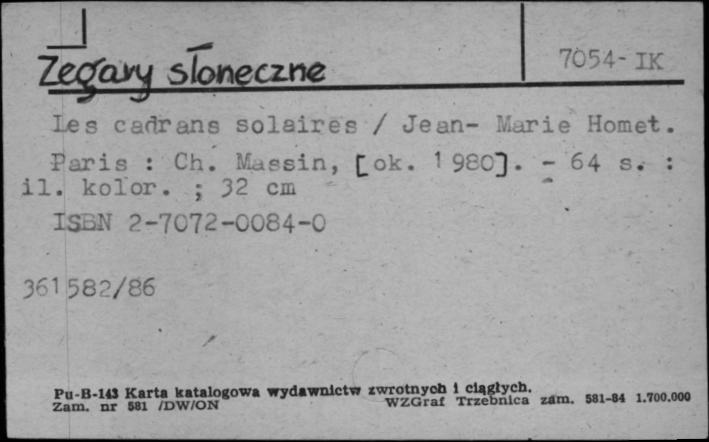 Zegary słoneczne
7054-IK
Les cadrans solaires / Jean- Marie Homet.
Paris : Ch. Massin, [ok. 1980]. - 64 s. :
il. kolor. ; 32 cm
ISBN 2-7072-0084-0
361582/86
Pu-B-143 Karta katalogowa wydawnictw zwrotnych i ciągłych.
Zam. nr 581 /DW/ON WZGraf Trzebnica zam. 581-84 1.700.000